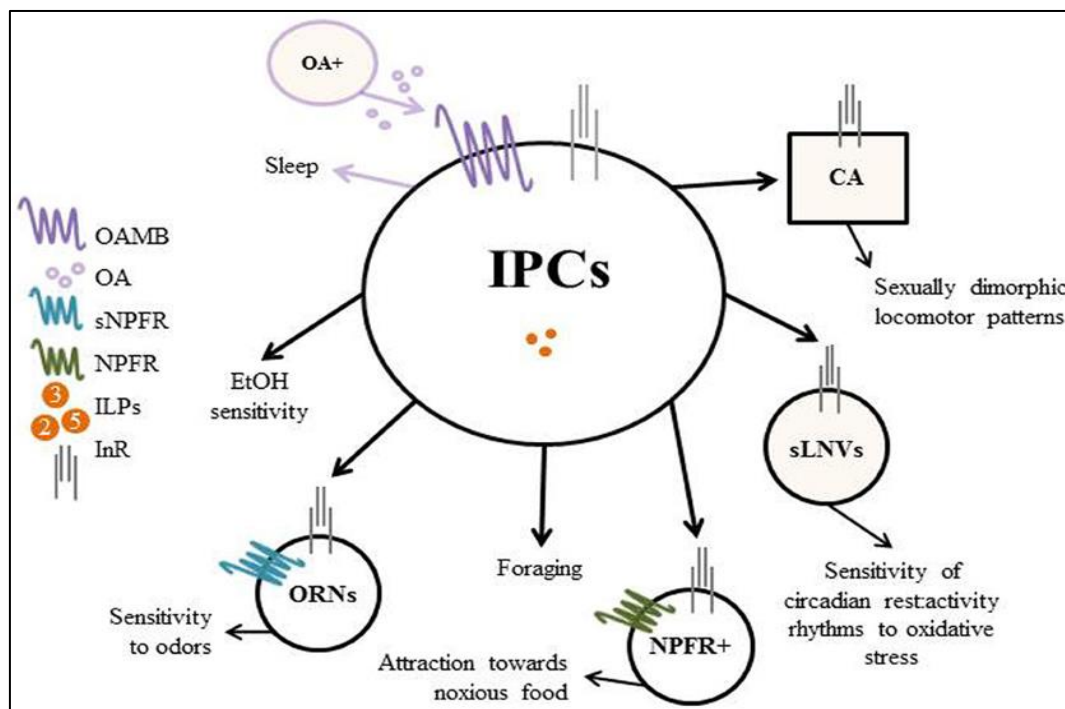 OA+
Sleep
IPCs
CA
Sexually dimorphic
locomotor patterns
OAMB
OA
sNPFR
NPFR
3
2 5
ILPs
InR
EtOH
sensitivity
sLNVs
ORNs
Sensitivity
to odors
Foraging
NPFR+
Attraction towards
noxious food
Sensitivity of
circadian rest:activity
rhythms to oxidative
stress